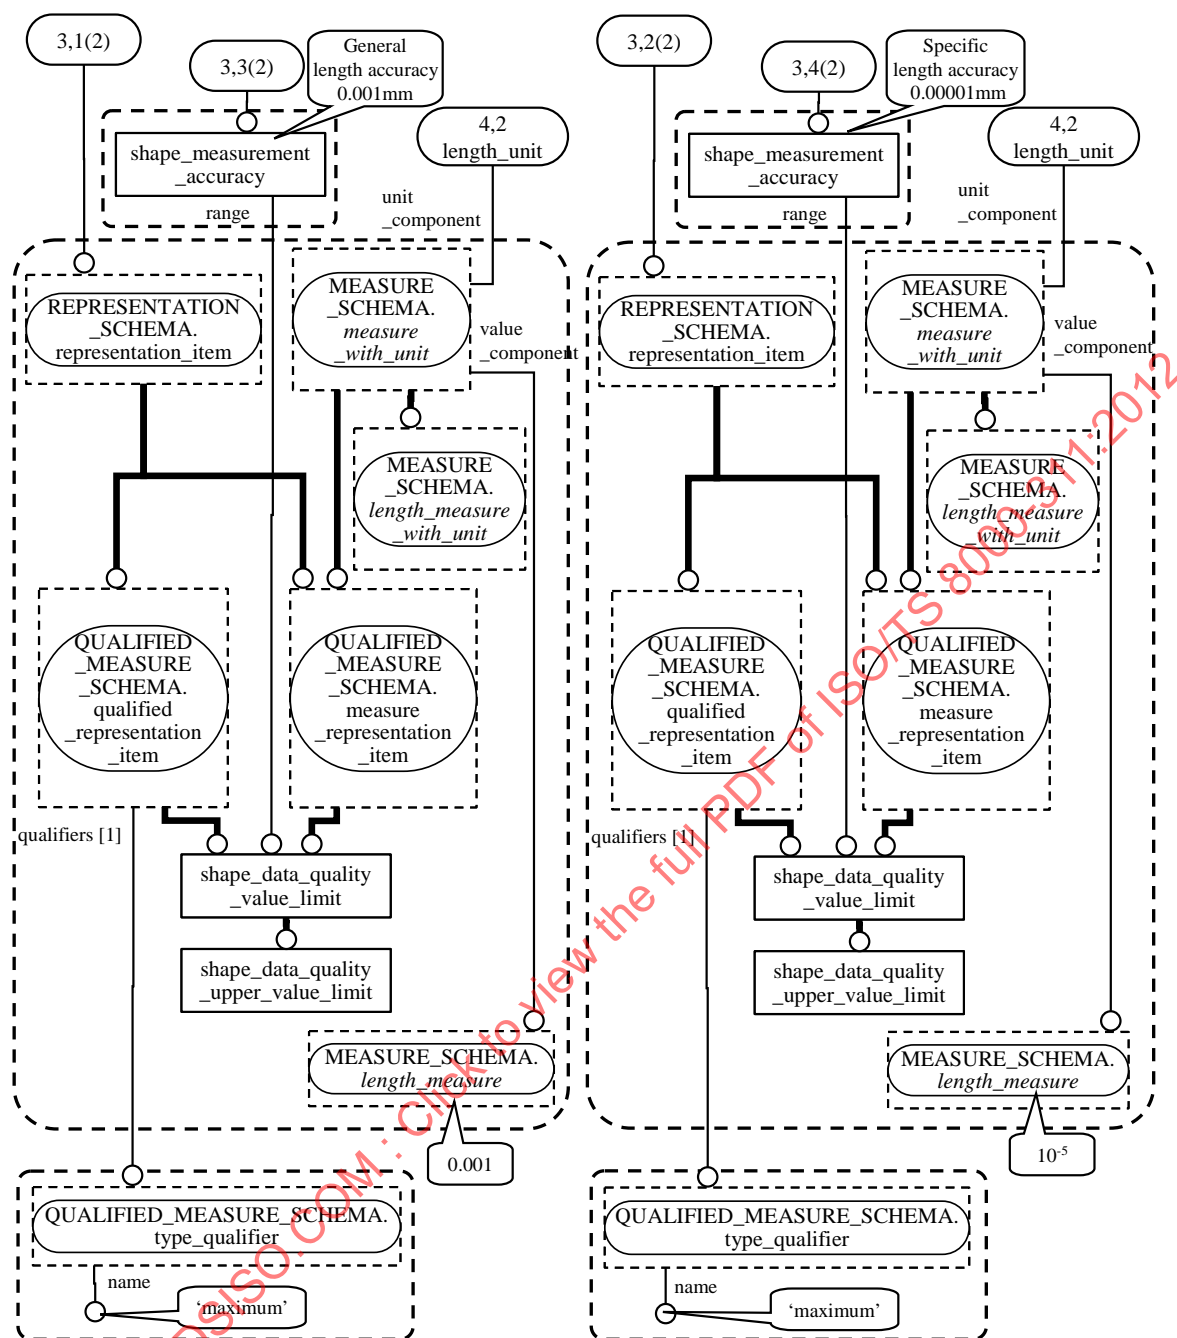 3,1(2)
3,3(2)
General
length accuracy
0.001mm
4,2
length_unit
shape_measurement
_accuracy
range
unit
_component
REPRESENTATION
_SCHEMA.
representation_item
MEASURE
_SCHEMA.
measure
_with_unit
value
_component
MEASURE
_SCHEMA.
length_measure
_with_unit
QUALIFIED
_MEASURE
_SCHEMA.
qualified
_representation
_item
QUALIFIED
_MEASURE
_SCHEMA.
measure
_representation
_item
qualifiers [1]
shape_data_quality
_value_limit
shape_data_quality
_upper_value_limit
MEASURE_SCHEMA.
length_measure
0.001
QUALIFIED_MEASURE_SCHEMA.
type_qualifier
name
‘maximum’
3,2(2)
3,4(2)
Specific
length accuracy
0.00001mm
4,2
length_unit
shape_measurement
_accuracy
range
unit
_component
REPRESENTATION
_SCHEMA.
representation_item
MEASURE
_SCHEMA.
measure
_with_unit
value
_component
MEASURE
_SCHEMA.
length_measure
_with_unit
QUALIFIED
_MEASURE
_SCHEMA.
qualified
_representation
_item
QUALIFIED
_MEASURE
_SCHEMA.
measure
_representation
_item
qualifiers [1]
shape_data_quality
_value_limit
shape_data_quality
_upper_value_limit
MEASURE_SCHEMA.
length_measure
10⁻⁵
QUALIFIED_MEASURE_SCHEMA.
type_qualifier
name
‘maximum’
DSISO.COM : Click to view the full PDF of ISO/TS 8000-311:2012